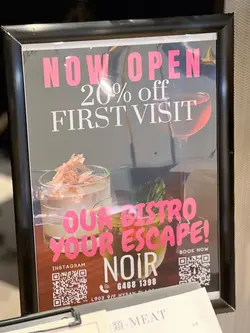 NOW OPEN
20% off
FIRST VISIT
OUR BISTRO
YOUR ESCAPE!
INSTAGRAM
BOOK NOW
NOIR
6468 1398
MEAT